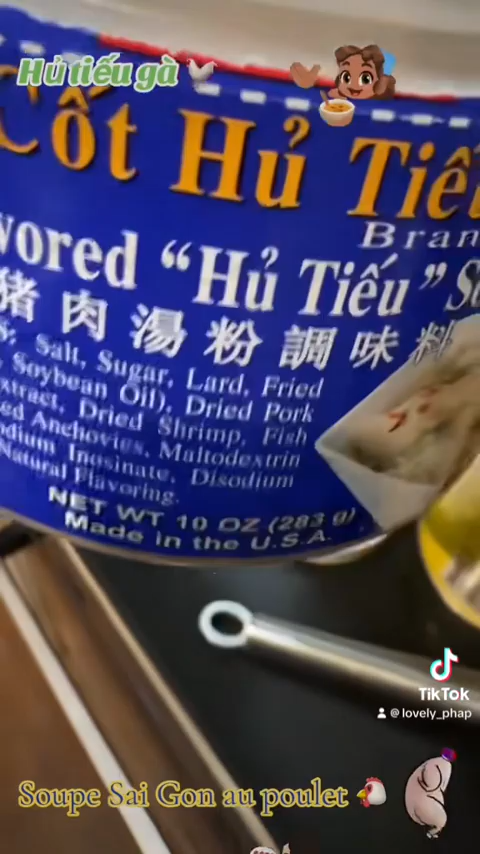 Hủ tiếu gà
Cốt Hủ Tiế
Bran
vored "Hủ Tiếu" S
豬肉湯粉調味料
Salt, Sugar, Lard, Fried
Soybean Oil), Dried Pork
xtract, Dried Shrimp, Fish
ed Anchovies, Maltodextrin
dium Inosinate, Disodium
Natural Flavoring.
NET WT 10 OZ (283 g)
Made in the U.S.A.
TikTok
@lovely_phap
Soupe Sai Gon au poulet